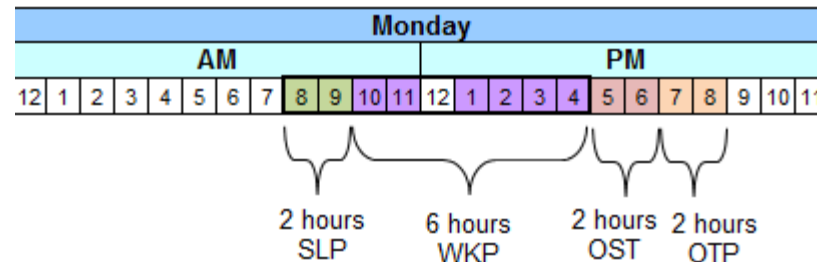 Monday
AM PM
12 1 2 3 4 5 6 7 8 9 10 11 12 1 2 3 4 5 6 7 8 9 10 11
2 hours 6 hours 2 hours 2 hours
SLP WKP OST OTP